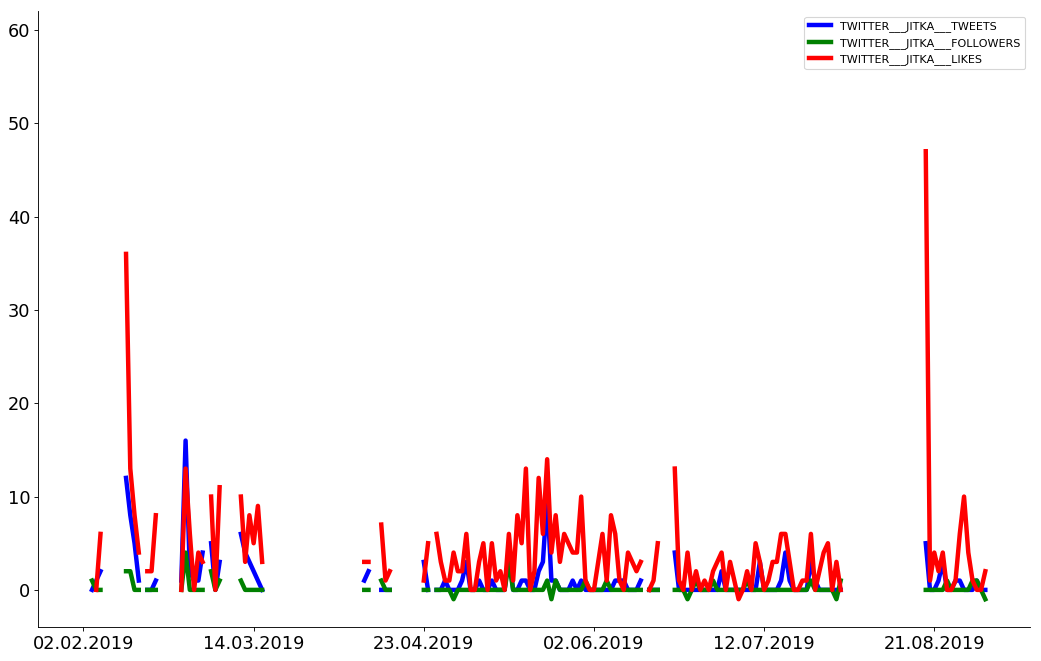 TWITTER___JITKA___TWEETS
TWITTER___JITKA___FOLLOWERS
TWITTER___JITKA___LIKES
60
50
40
30
20
10
0
02.02.2019 14.03.2019 23.04.2019 02.06.2019 12.07.2019 21.08.2019